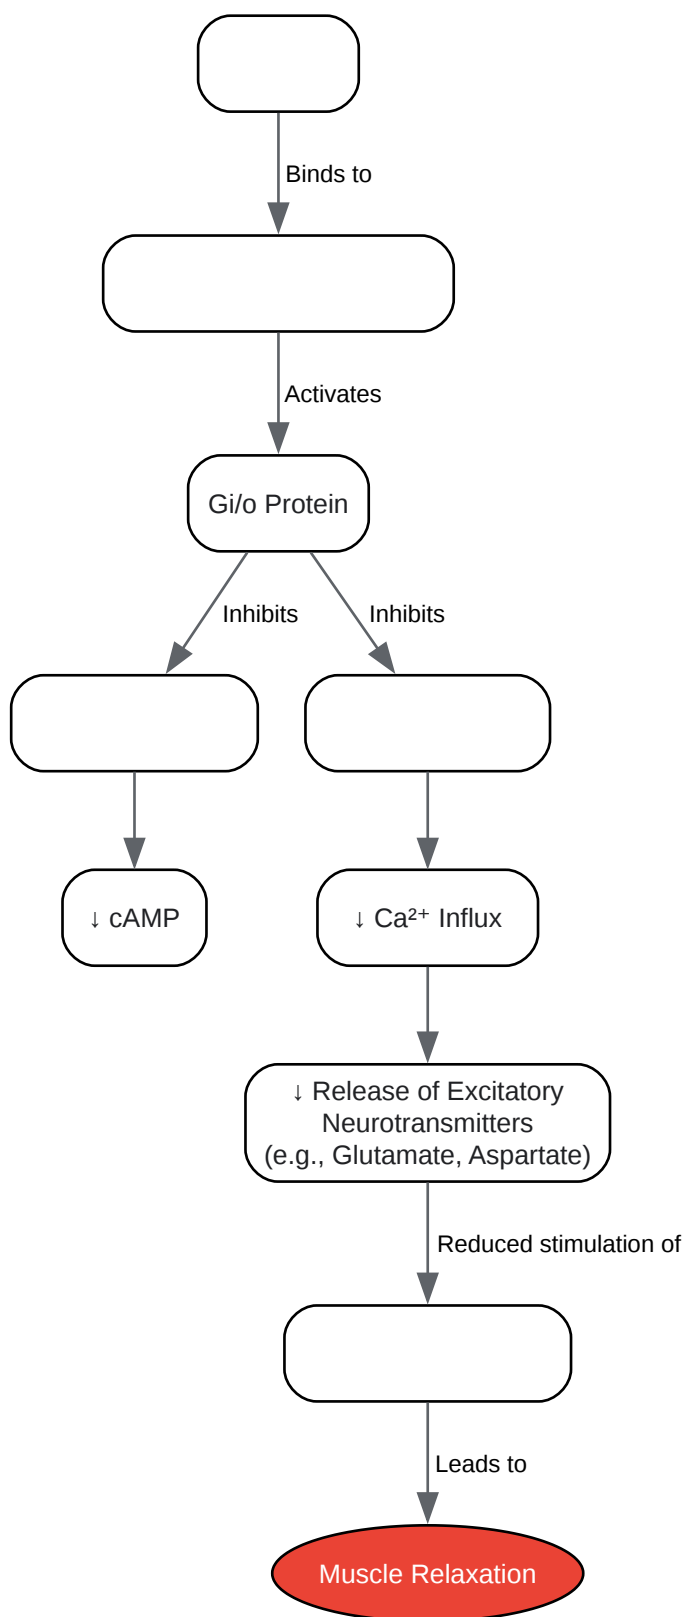 Binds to
Activates
Gi/o Protein
Inhibits
Inhibits
↓ cAMP
↓ Ca²⁺ Influx
↓ Release of Excitatory
Neurotransmitters
(e.g., Glutamate, Aspartate)
Reduced stimulation of
Leads to
Muscle Relaxation